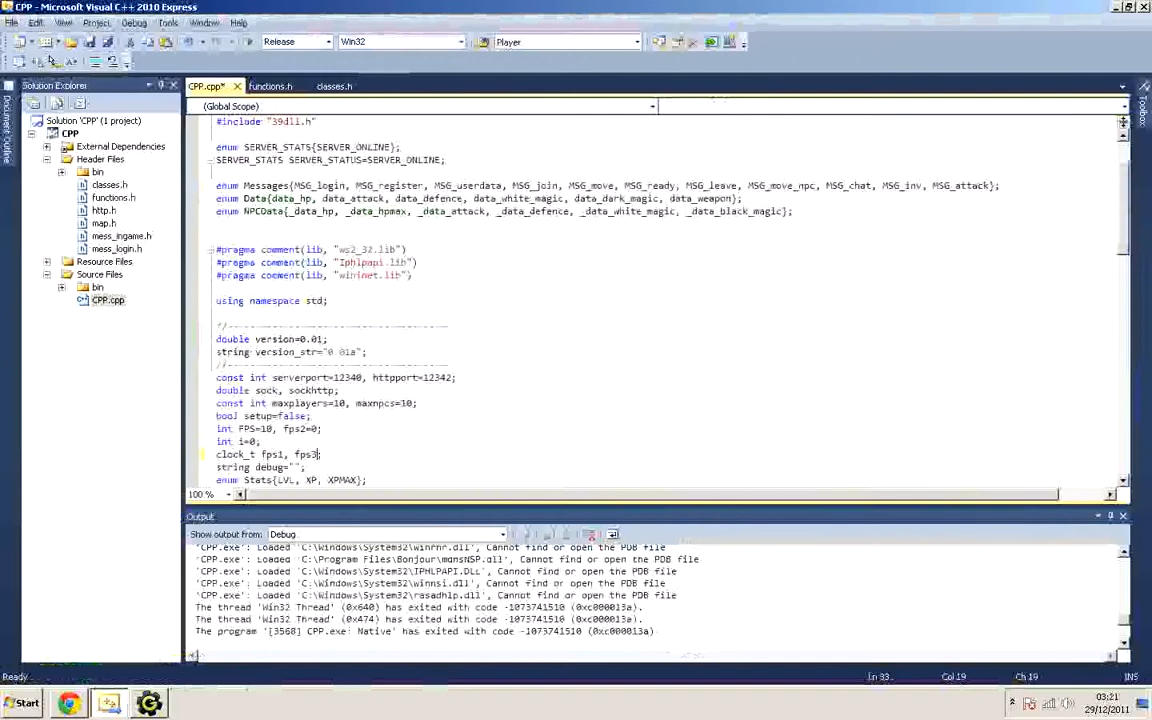 CPP - Microsoft Visual C++ 2010 Express
File Edit View Project Debug Tools Window Help
Release Win32 Player
Solution Explorer
CPP.cpp* functions.h classes.h
(Global Scope)
Solution 'CPP' (1 project)
CPP
External Dependencies
Header Files
bin
classes.h
functions.h
http.h
map.h
mess_ingame.h
mess_login.h
Resource Files
Source Files
bin
CPP.cpp
Document Outline
Toolbox
#include "39dll.h"
enum SERVER_STATS{SERVER_ONLINE};
SERVER_STATS SERVER_STATUS=SERVER_ONLINE;
enum Messages{MSG_login, MSG_register, MSG_userdata, MSG_join, MSG_move, MSG_ready, MSG_leave, MSG_move_npc, MSG_chat, MSG_inv, MSG_attack};
enum Data{data_hp, data_attack, data_defence, data_white_magic, data_dark_magic, data_weapon};
enum NPCData{_data_hp, _data_hpmax, _data_attack, _data_defence, _data_white_magic, _data_black_magic};
#pragma comment(lib, "ws2_32.lib")
#pragma comment(lib, "Iphlpapi.lib")
#pragma comment(lib, "wininet.lib")
using namespace std;
double version=0.01;
string version_str="0.01a";
const int serverport=12340, httpport=12342;
double sock, sockhttp;
const int maxplayers=10, maxnpcs=10;
bool setup=false;
int FPS=10, fps2=0;
int i=0;
clock_t fps1, fps3;
string debug="";
enum Stats{LVL, XP, XPMAX};
100 %
Output
Show output from: Debug
'CPP.exe': Loaded 'C:\Windows\System32\winrnr.dll', Cannot find or open the PDB file
'CPP.exe': Loaded 'C:\Program Files\Bonjour\mdnsNSP.dll', Cannot find or open the PDB file
'CPP.exe': Loaded 'C:\Windows\System32\IPHLPAPI.DLL', Cannot find or open the PDB file
'CPP.exe': Loaded 'C:\Windows\System32\winnsi.dll', Cannot find or open the PDB file
'CPP.exe': Loaded 'C:\Windows\System32\rasadhlp.dll', Cannot find or open the PDB file
The thread 'Win32 Thread' (0x640) has exited with code -1073741510 (0xc000013a).
The thread 'Win32 Thread' (0x474) has exited with code -1073741510 (0xc000013a).
The program '[3568] CPP.exe: Native' has exited with code -1073741510 (0xc000013a).
Ready Ln 33 Col 19 Ch 19 INS
Start
03:21
29/12/2011